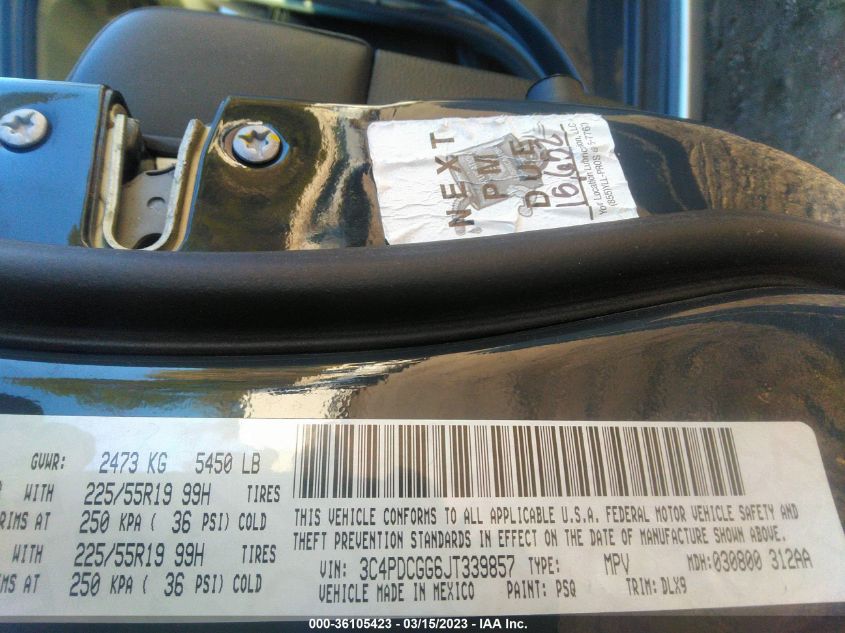 NEXT
PM
DUE
Your Location Lubrication, LLC
GVWR: 2473 KG 5450 LB
WITH 225/55R19 99H TIRES
RIMS AT 250 KPA ( 36 PSI) COLD
WITH 225/55R19 99H TIRES
RIMS AT 250 KPA ( 36 PSI) COLD
THIS VEHICLE CONFORMS TO ALL APPLICABLE U.S.A. FEDERAL MOTOR VEHICLE SAFETY AND
THEFT PREVENTION STANDARDS IN EFFECT ON THE DATE OF MANUFACTURE SHOWN ABOVE.
VIN: 3C4PDCGG6JT339857 TYPE: MPV MDH: 030800 312AA
VEHICLE MADE IN MEXICO PAINT: PSQ TRIM: DLX9
000-36105423 - 03/15/2023 - IAA Inc.